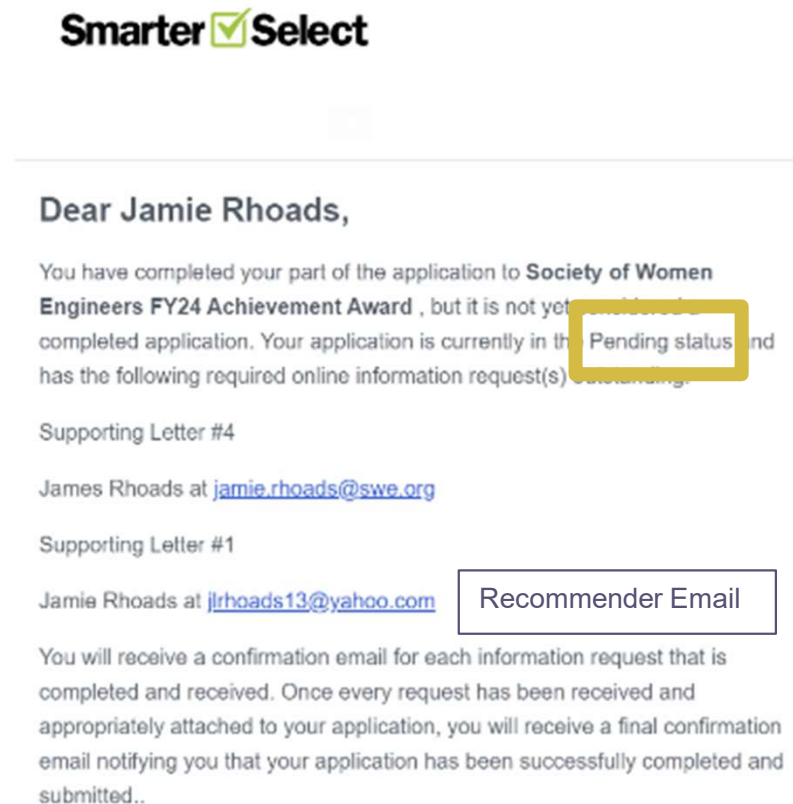 Smarter Select
Dear Jamie Rhoads,
You have completed your part of the application to Society of Women
Engineers FY24 Achievement Award , but it is not yet considered a
completed application. Your application is currently in the Pending status and
has the following required online information request(s) outstanding:
Supporting Letter #4
James Rhoads at jamie.rhoads@swe.org
Supporting Letter #1
Jamie Rhoads at jlrhoads13@yahoo.com
Recommender Email
You will receive a confirmation email for each information request that is
completed and received. Once every request has been received and
appropriately attached to your application, you will receive a final confirmation
email notifying you that your application has been successfully completed and
submitted..